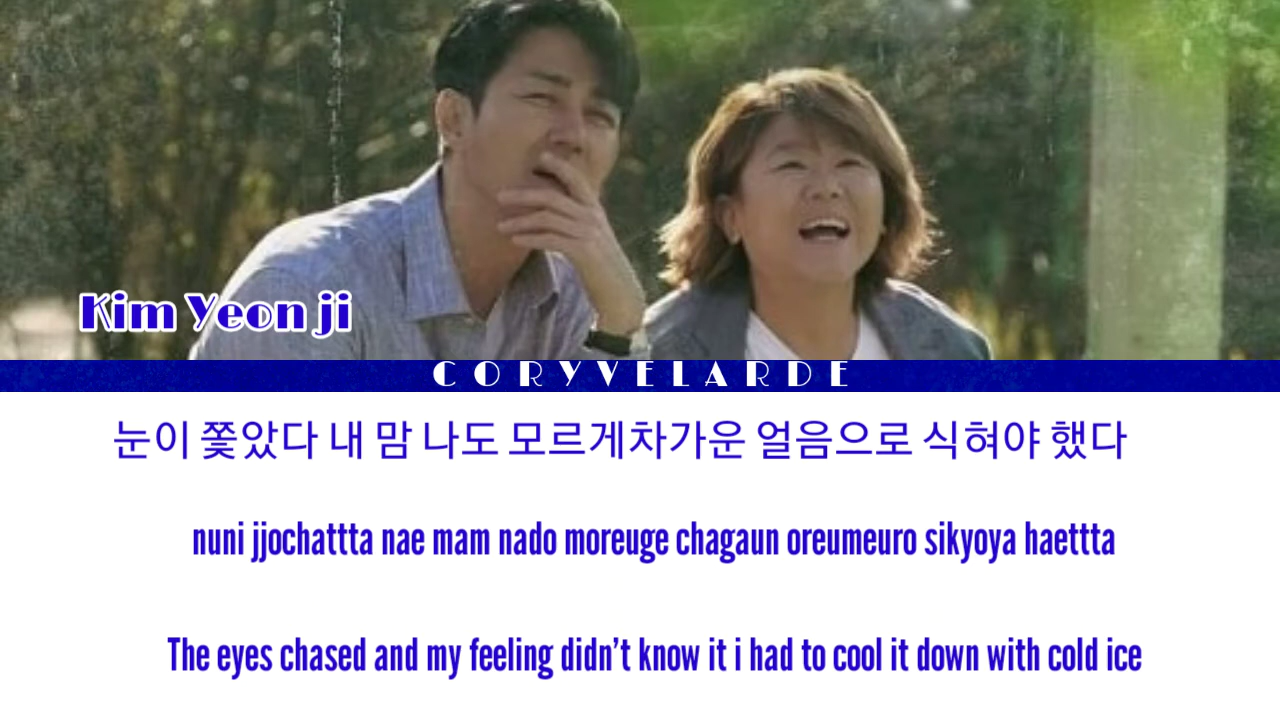 Kim Yeon ji
CORYVELARDE
눈이 쫓았다 내 맘 나도 모르게차가운 얼음으로 식혀야 했다
nuni jjochattta nae mam nado moreuge chagaun oreumeuro sikyoya haettta
The eyes chased and my feeling didn’t know it i had to cool it down with cold ice